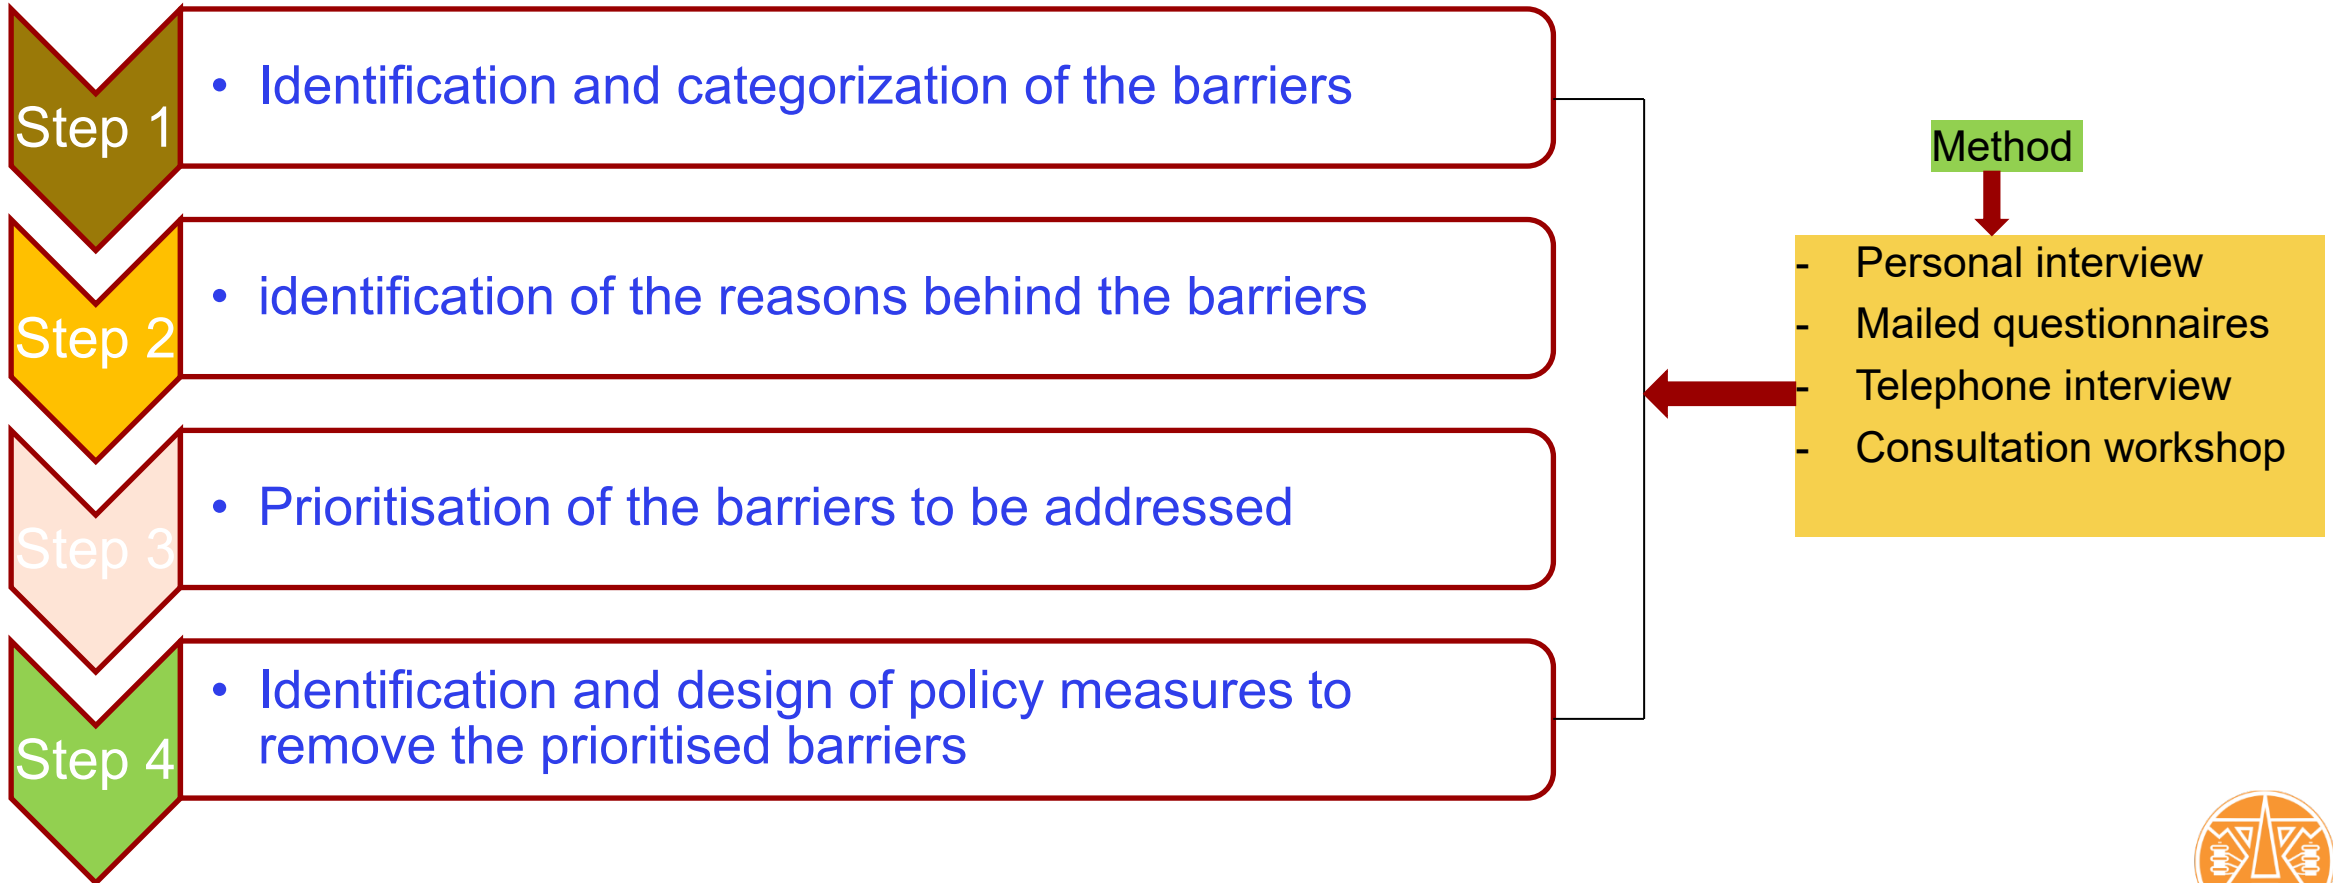 Step 1
• Identification and categorization of the barriers
Step 2
• identification of the reasons behind the barriers
Step 3
• Prioritisation of the barriers to be addressed
Step 4
• Identification and design of policy measures to
remove the prioritised barriers
Method
- Personal interview
- Mailed questionnaires
- Telephone interview
- Consultation workshop